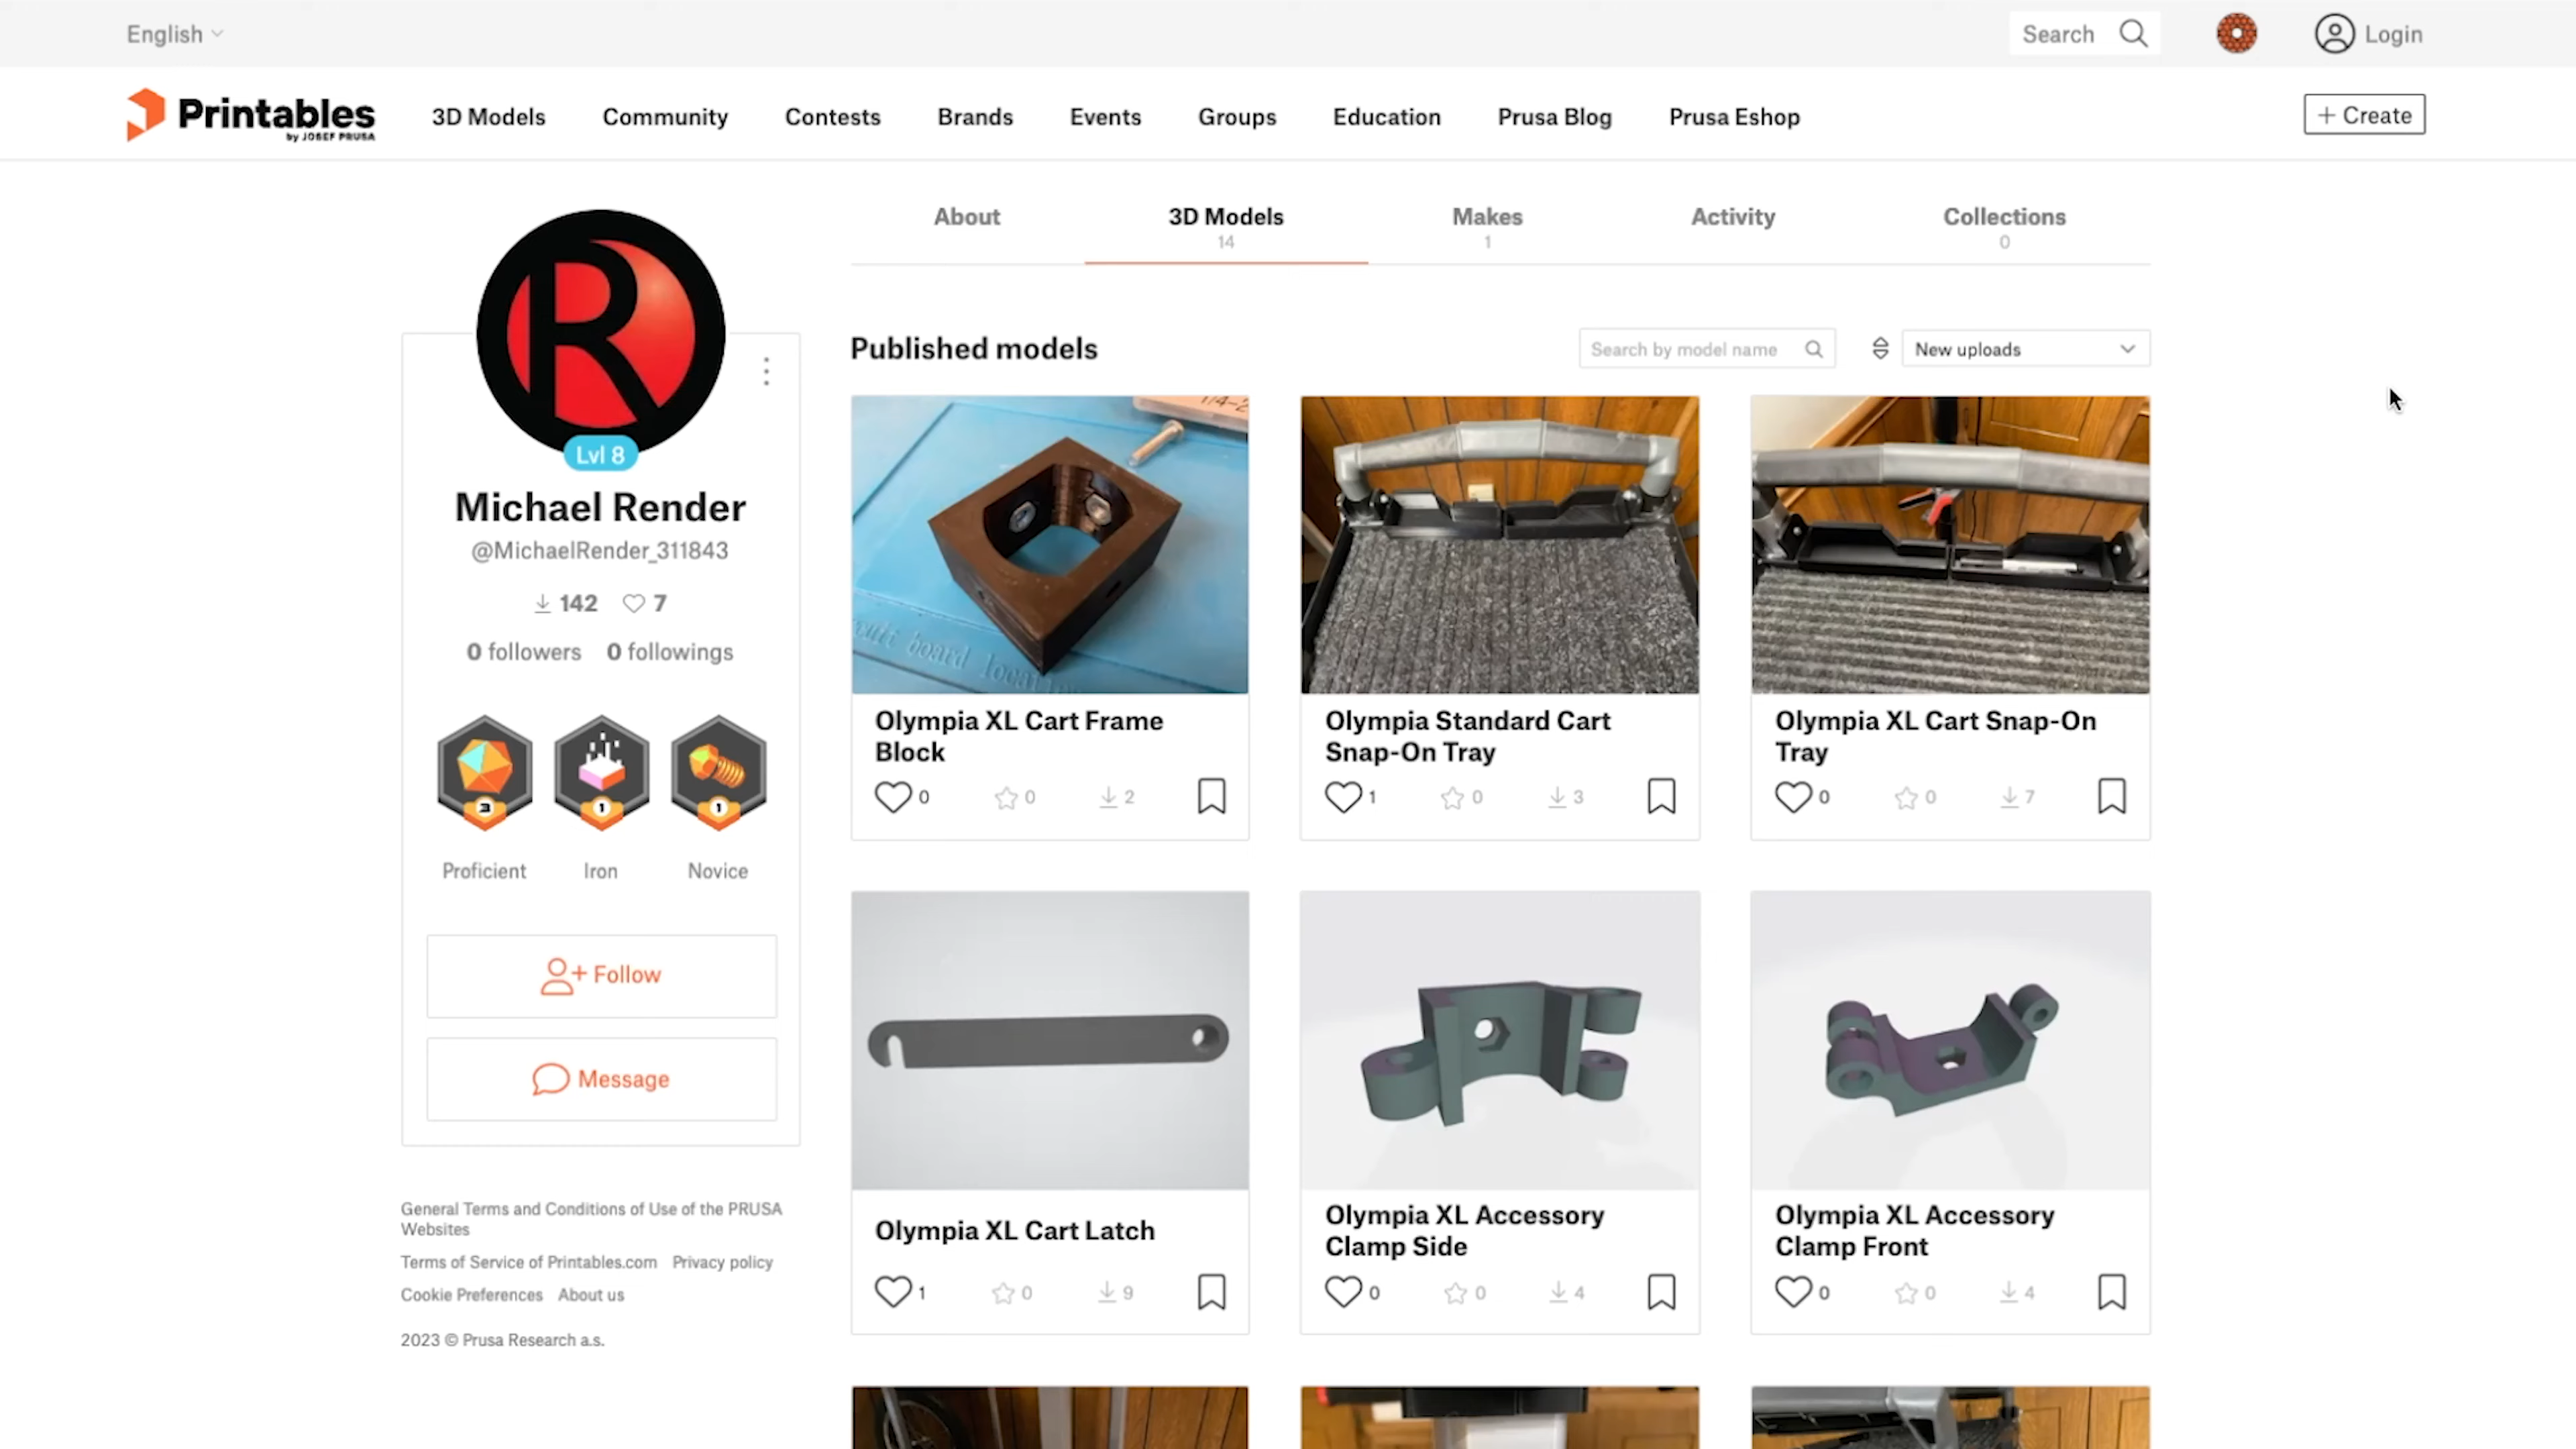 English
Search
Login
Printables
by JOSEF PRUSA
3D Models
Community
Contests
Brands
Events
Groups
Education
Prusa Blog
Prusa Eshop
+ Create
About
3D Models
14
Makes
1
Activity
Collections
0
R
Lvl 8
Michael Render
@MichaelRender_311843
142
7
0 followers
0 followings
3
1
1
Proficient
Iron
Novice
Follow
Message
General Terms and Conditions of Use of the PRUSA
Websites
Terms of Service of Printables.com
Privacy policy
Cookie Preferences
About us
2023 © Prusa Research a.s.
Published models
Search by model name
New uploads
board
Olympia XL Cart Frame
Block
0
0
2
Olympia Standard Cart
Snap-On Tray
1
0
3
Olympia XL Cart Snap-On
Tray
0
0
7
Olympia XL Cart Latch
1
0
9
Olympia XL Accessory
Clamp Side
0
0
4
Olympia XL Accessory
Clamp Front
0
0
4